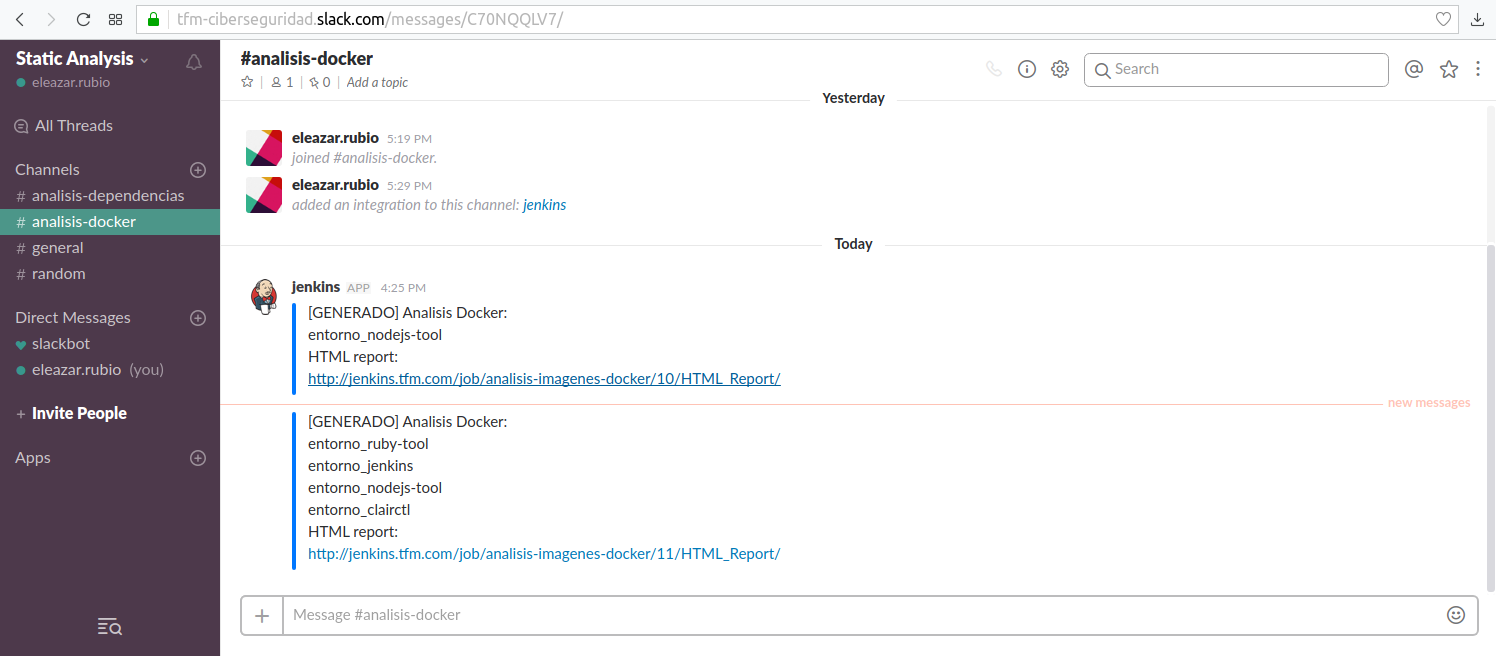 tfm-ciberseguridad.slack.com/messages/C70NQQLV7/
Static Analysis
eleazar.rubio
All Threads
Channels
# analisis-dependencias
# analisis-docker
# general
# random
Direct Messages
slackbot
eleazar.rubio (you)
+ Invite People
Apps
#analisis-docker
1 | 0 | Add a topic
Search
Yesterday
eleazar.rubio 5:19 PM
joined #analisis-docker.
eleazar.rubio 5:29 PM
added an integration to this channel: jenkins
Today
jenkins APP 4:25 PM
[GENERADO] Analisis Docker:
entorno_nodejs-tool
HTML report:
http://jenkins.tfm.com/job/analisis-imagenes-docker/10/HTML_Report/
new messages
[GENERADO] Analisis Docker:
entorno_ruby-tool
entorno_jenkins
entorno_nodejs-tool
entorno_clairctl
HTML report:
http://jenkins.tfm.com/job/analisis-imagenes-docker/11/HTML_Report/
Message #analisis-docker